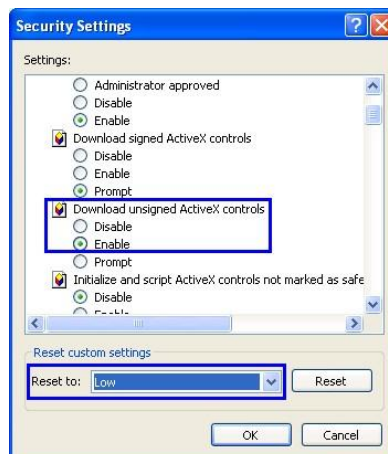 Security Settings
Settings:
Administrator approved
Disable
Enable
Download signed ActiveX controls
Disable
Enable
Prompt
Download unsigned ActiveX controls
Disable
Enable
Prompt
Initialize and script ActiveX controls not marked as safe
Disable
Reset custom settings
Reset to: Low Reset
OK Cancel